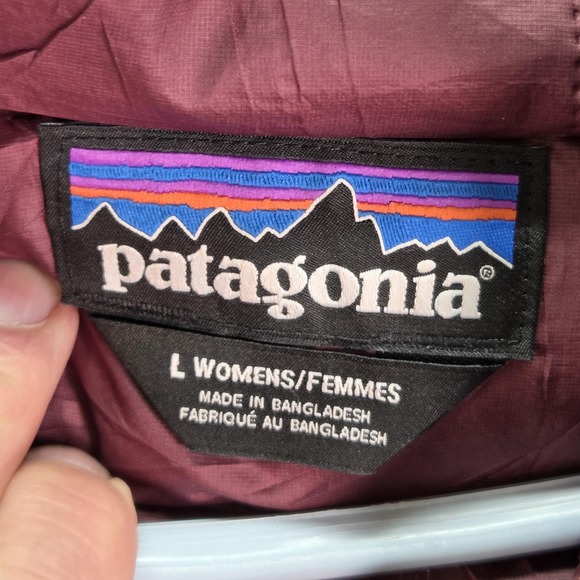 patagonia®
L WOMENS/FEMMES
MADE IN BANGLADESH
FABRIQUÉ AU BANGLADESH